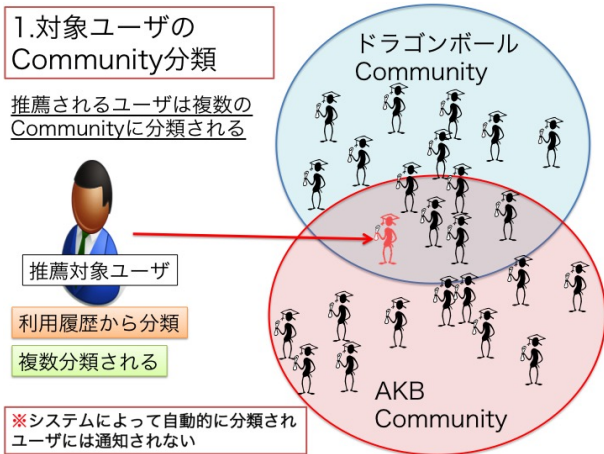 1.対象ユーザの
Community分類
推薦されるユーザは複数の
Communityに分類される
推薦対象ユーザ
利用履歴から分類
複数分類される
※システムによって自動的に分類され
ユーザには通知されない
ドラゴンボール
Community
AKB
Community